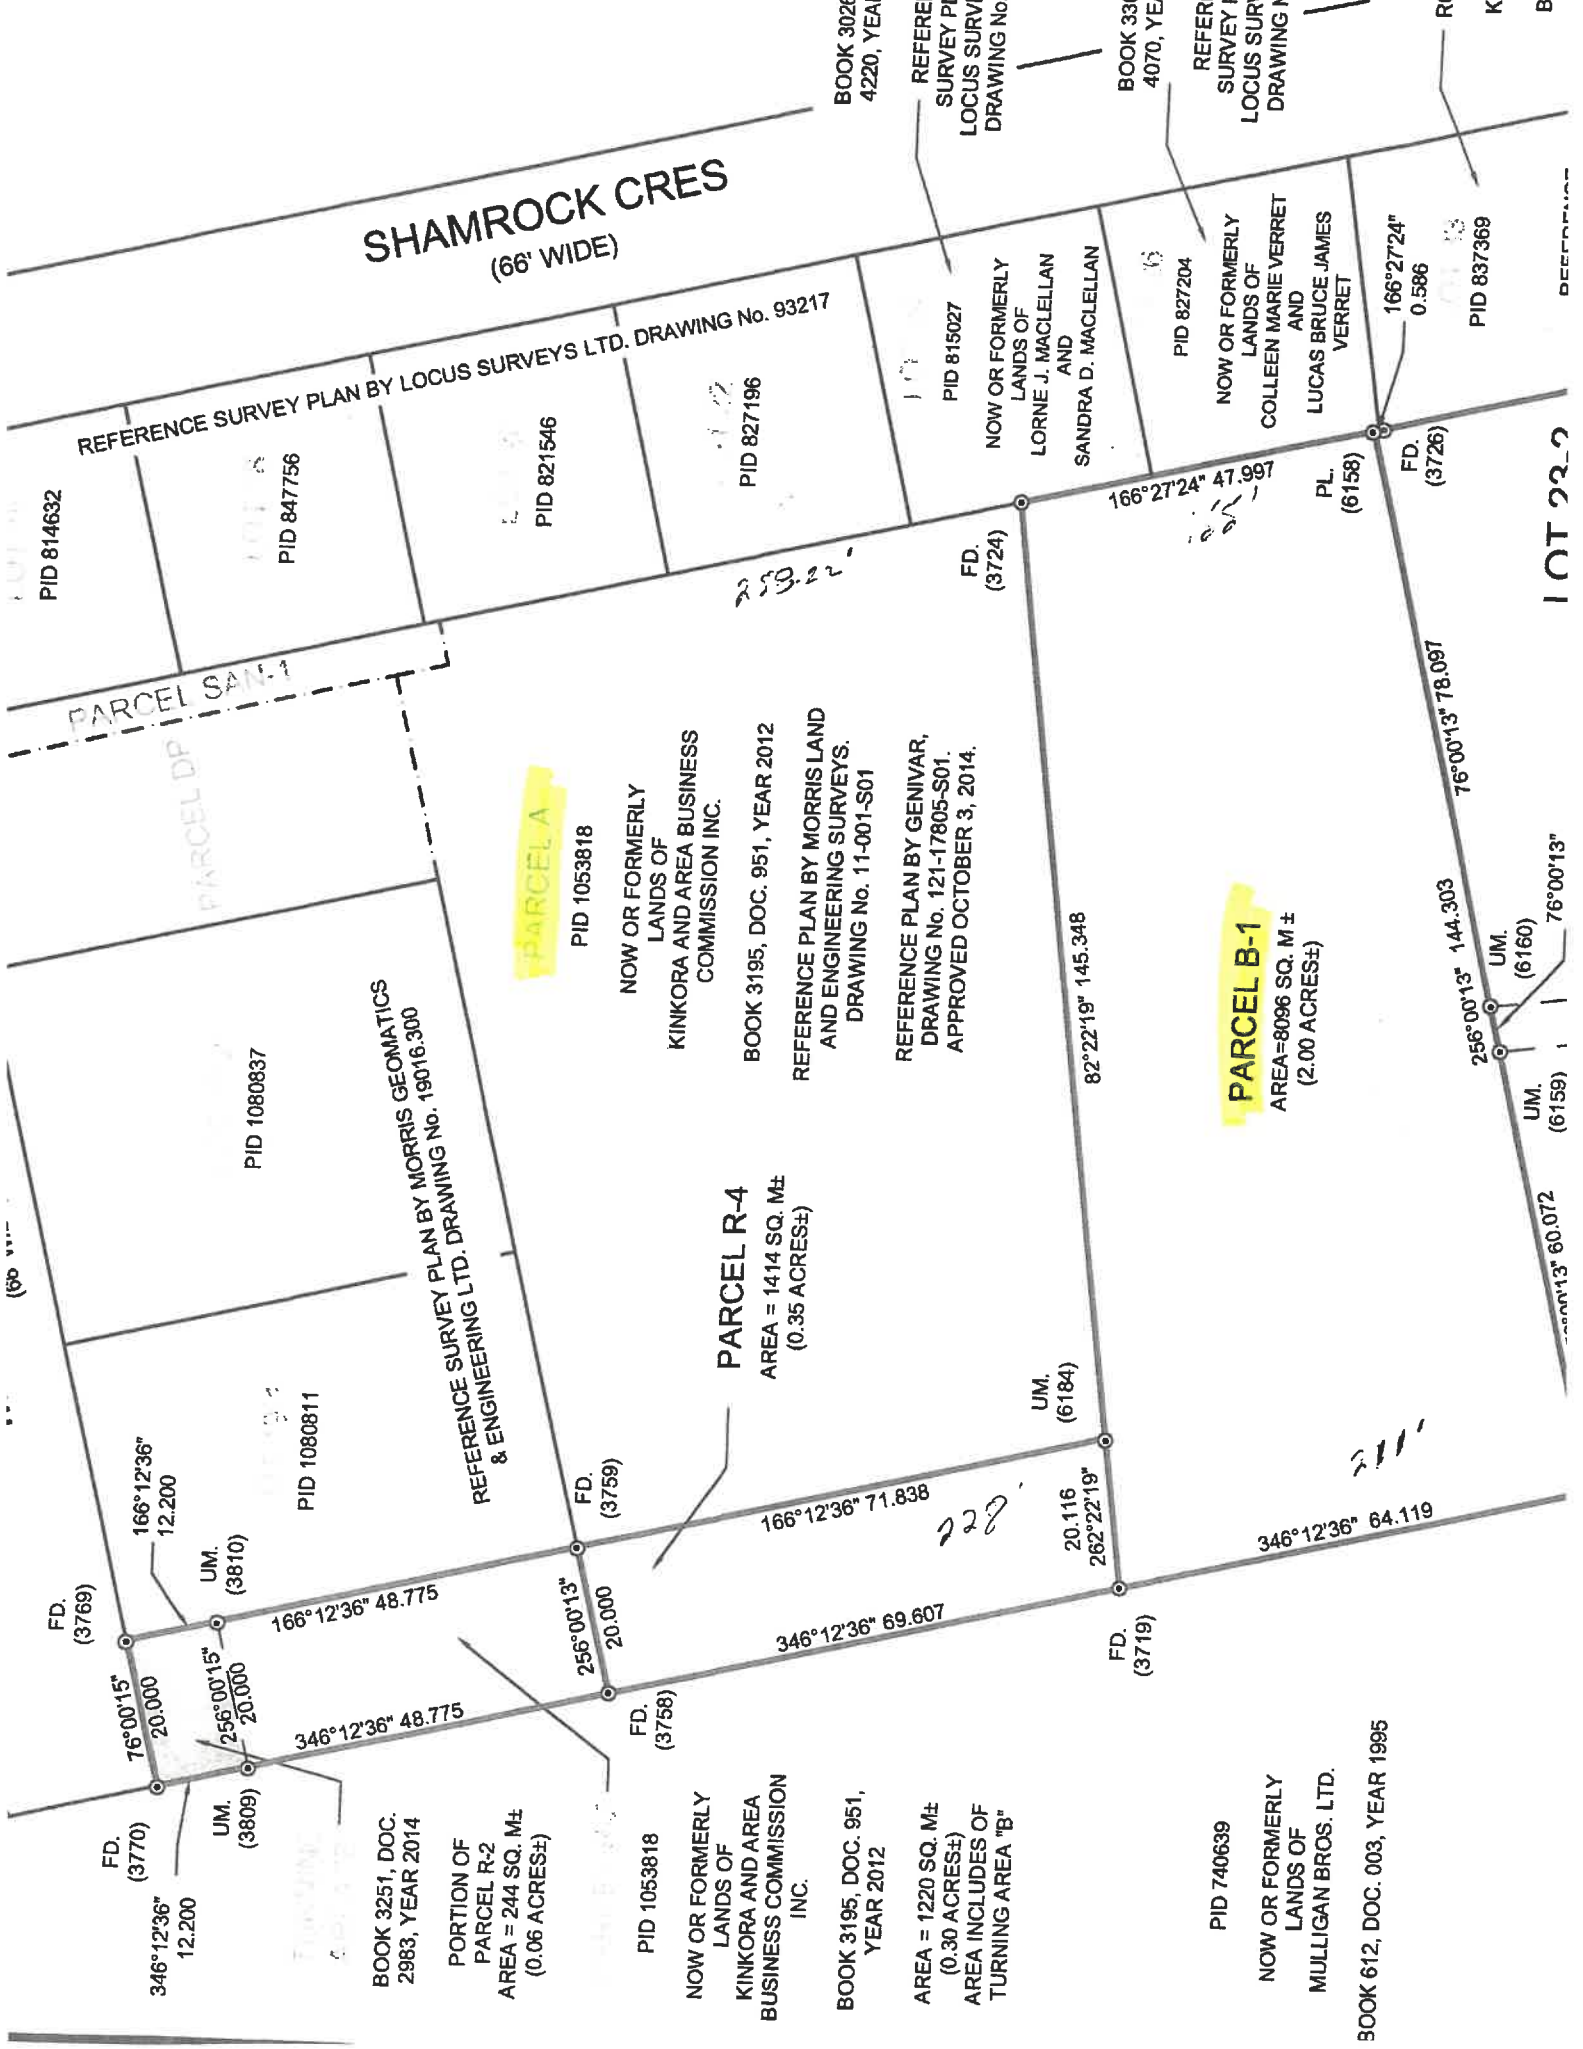 SHAMROCK CRES
(66' WIDE)
BOOK 3026
REFERENCE SURVEY PLAN BY LOCUS SURVEYS LTD. DRAWING No. 93217
PID 814632
PID 847756
PID 821546
PID 827196
PID 815027
NOW OR FORMERLY
LANDS OF
LORNE J. MACLELLAN
AND
SANDRA D. MACLELLAN
PID 827204
NOW OR FORMERLY
LANDS OF
COLLEEN MARIE VERRET
AND
LUCAS BRUCE JAMES
VERRET
166°27'24"
0.586
PID 837369
PARCEL SAN-1
PARCEL DP
258.22'
FD.
(3724)
166°27'24" 47.997
PL.
(6158)
FD.
(3726)
PARCEL A
PID 1053818
NOW OR FORMERLY
LANDS OF
KINKORA AND AREA BUSINESS
COMMISSION INC.
BOOK 3195, DOC. 951, YEAR 2012
REFERENCE PLAN BY MORRIS LAND
AND ENGINEERING SURVEYS.
DRAWING No. 11-001-S01
REFERENCE PLAN BY GENIVAR,
DRAWING No. 121-17805-S01.
APPROVED OCTOBER 3, 2014.
82°22'19" 145.348
PARCEL B-1
AREA=8096 SQ. M±
(2.00 ACRES±)
76°00'13" 78.097
256°00'13" 144.303
UM.
(6160)
76°00'13"
UM.
(6159)
60.072
PID 1080837
PID 1080811
REFERENCE SURVEY PLAN BY MORRIS GEOMATICS
& ENGINEERING LTD. DRAWING No. 19016.300
PARCEL R-4
AREA = 1414 SQ. M±
(0.35 ACRES±)
UM.
(6184)
166°12'36"
12.200
FD.
(3769)
UM.
(3810)
166°12'36" 48.775
FD.
(3759)
166°12'36" 71.838
20.116
262°22'19"
346°12'36" 64.119
76°00'15"
20.000
256°00'15"
20.000
256°00'13"
20.000
346°12'36" 48.775
346°12'36" 69.607
FD.
(3719)
FD.
(3758)
FD.
(3770)
UM.
(3809)
346°12'36"
12.200
BOOK 3251, DOC.
2983, YEAR 2014
PORTION OF
PARCEL R-2
AREA = 244 SQ. M±
(0.06 ACRES±)
PID 1053818
NOW OR FORMERLY
LANDS OF
KINKORA AND AREA
BUSINESS COMMISSION
INC.
BOOK 3195, DOC. 951,
YEAR 2012
AREA = 1220 SQ. M±
(0.30 ACRES±)
AREA INCLUDES OF
TURNING AREA "B"
PID 740639
NOW OR FORMERLY
LANDS OF
MULLIGAN BROS. LTD.
BOOK 612, DOC. 003, YEAR 1995